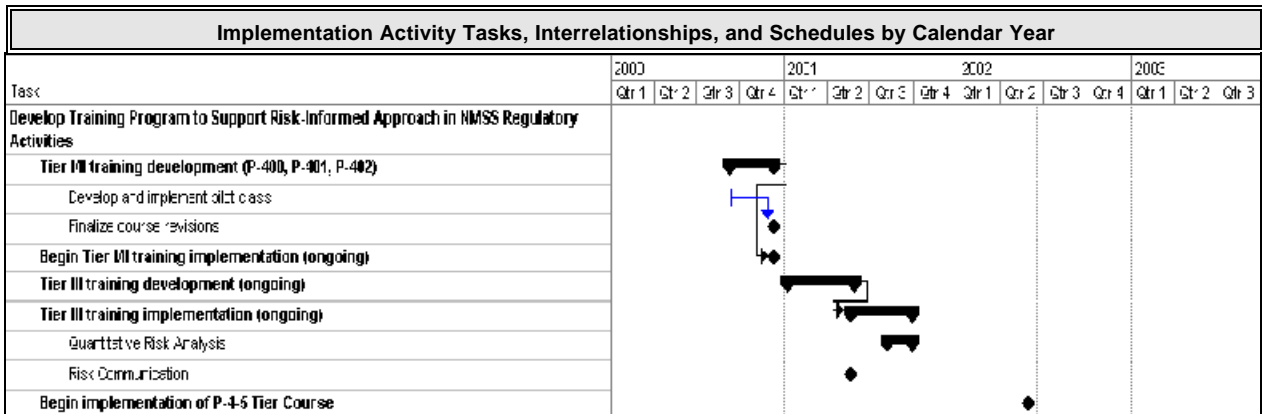 Implementation Activity Tasks, Interrelationships, and Schedules by Calendar Year
2000 2001 2002 2003
Task Qtr 1 Qtr 2 Qtr 3 Qtr 4 Qtr 1 Qtr 2 Qtr 3 Qtr 4 Qtr 1 Qtr 2 Qtr 3 Qtr 4 Qtr 1 Qtr 2 Qtr 3
Develop Training Program to Support Risk-Informed Approach in NMSS Regulatory
Activities
Tier training development (P-400, P-401, P-402)
Develop and implement pilot class
Finalize course revisions
Begin Tier training implementation (ongoing)
Tier III training development (ongoing)
Tier III training implementation (ongoing)
Quantitative Risk Analysis
Risk Communication
Begin implementation of Tier Course